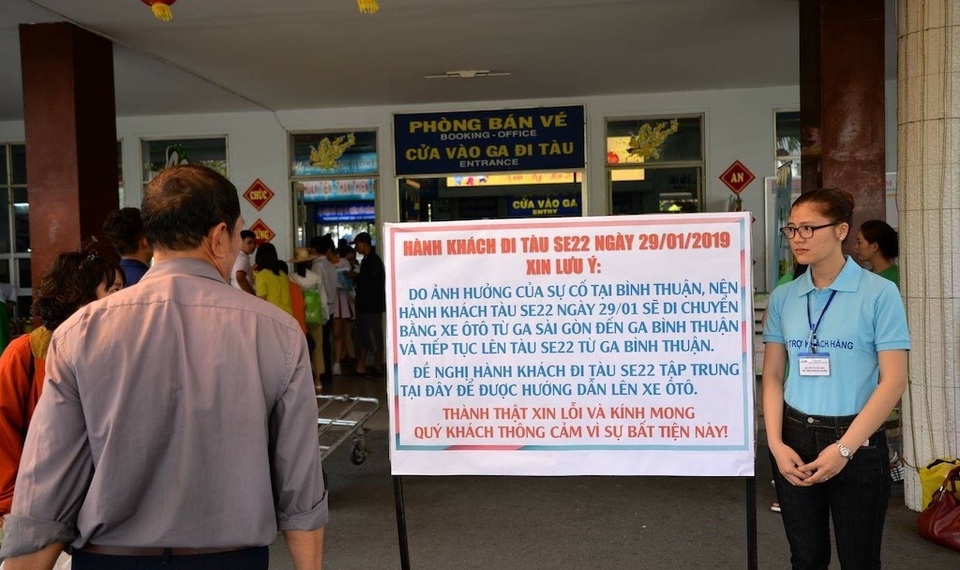 PHÒNG BÁN VÉ
BOOKING - OFFICE
CỬA VÀO GA ĐI TÀU
ENTRANCE
CỬA VÀO GA
ENTRY
CHÚC
AN
HÀNH KHÁCH ĐI TÀU SE22 NGÀY 29/01/2019
XIN LƯU Ý:
DO ẢNH HƯỞNG CỦA SỰ CỐ TẠI BÌNH THUẬN, NÊN
HÀNH KHÁCH TÀU SE22 NGÀY 29/01 SẼ DI CHUYỂN
BẰNG XE ÔTÔ TỪ GA SÀI GÒN ĐẾN GA BÌNH THUẬN
VÀ TIẾP TỤC LÊN TÀU SE22 TỪ GA BÌNH THUẬN.
ĐỀ NGHỊ HÀNH KHÁCH ĐI TÀU SE22 TẬP TRUNG
TẠI ĐÂY ĐỂ ĐƯỢC HƯỚNG DẪN LÊN XE ÔTÔ.
THÀNH THẬT XIN LỖI VÀ KÍNH MONG
QUÝ KHÁCH THÔNG CẢM VÌ SỰ BẤT TIỆN NÀY!
TRỢ KHÁCH HÀNG